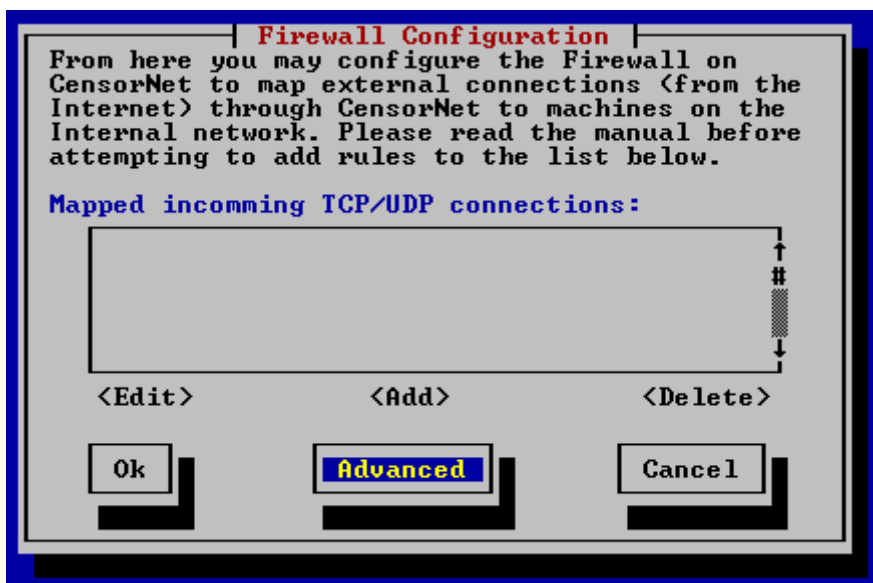 Firewall Configuration
From here you may configure the Firewall on
CensorNet to map external connections (from the
Internet) through CensorNet to machines on the
Internal network. Please read the manual before
attempting to add rules to the list below.
Mapped incomming TCP/UDP connections:
#
<Edit> <Add> <Delete>
Ok Advanced Cancel